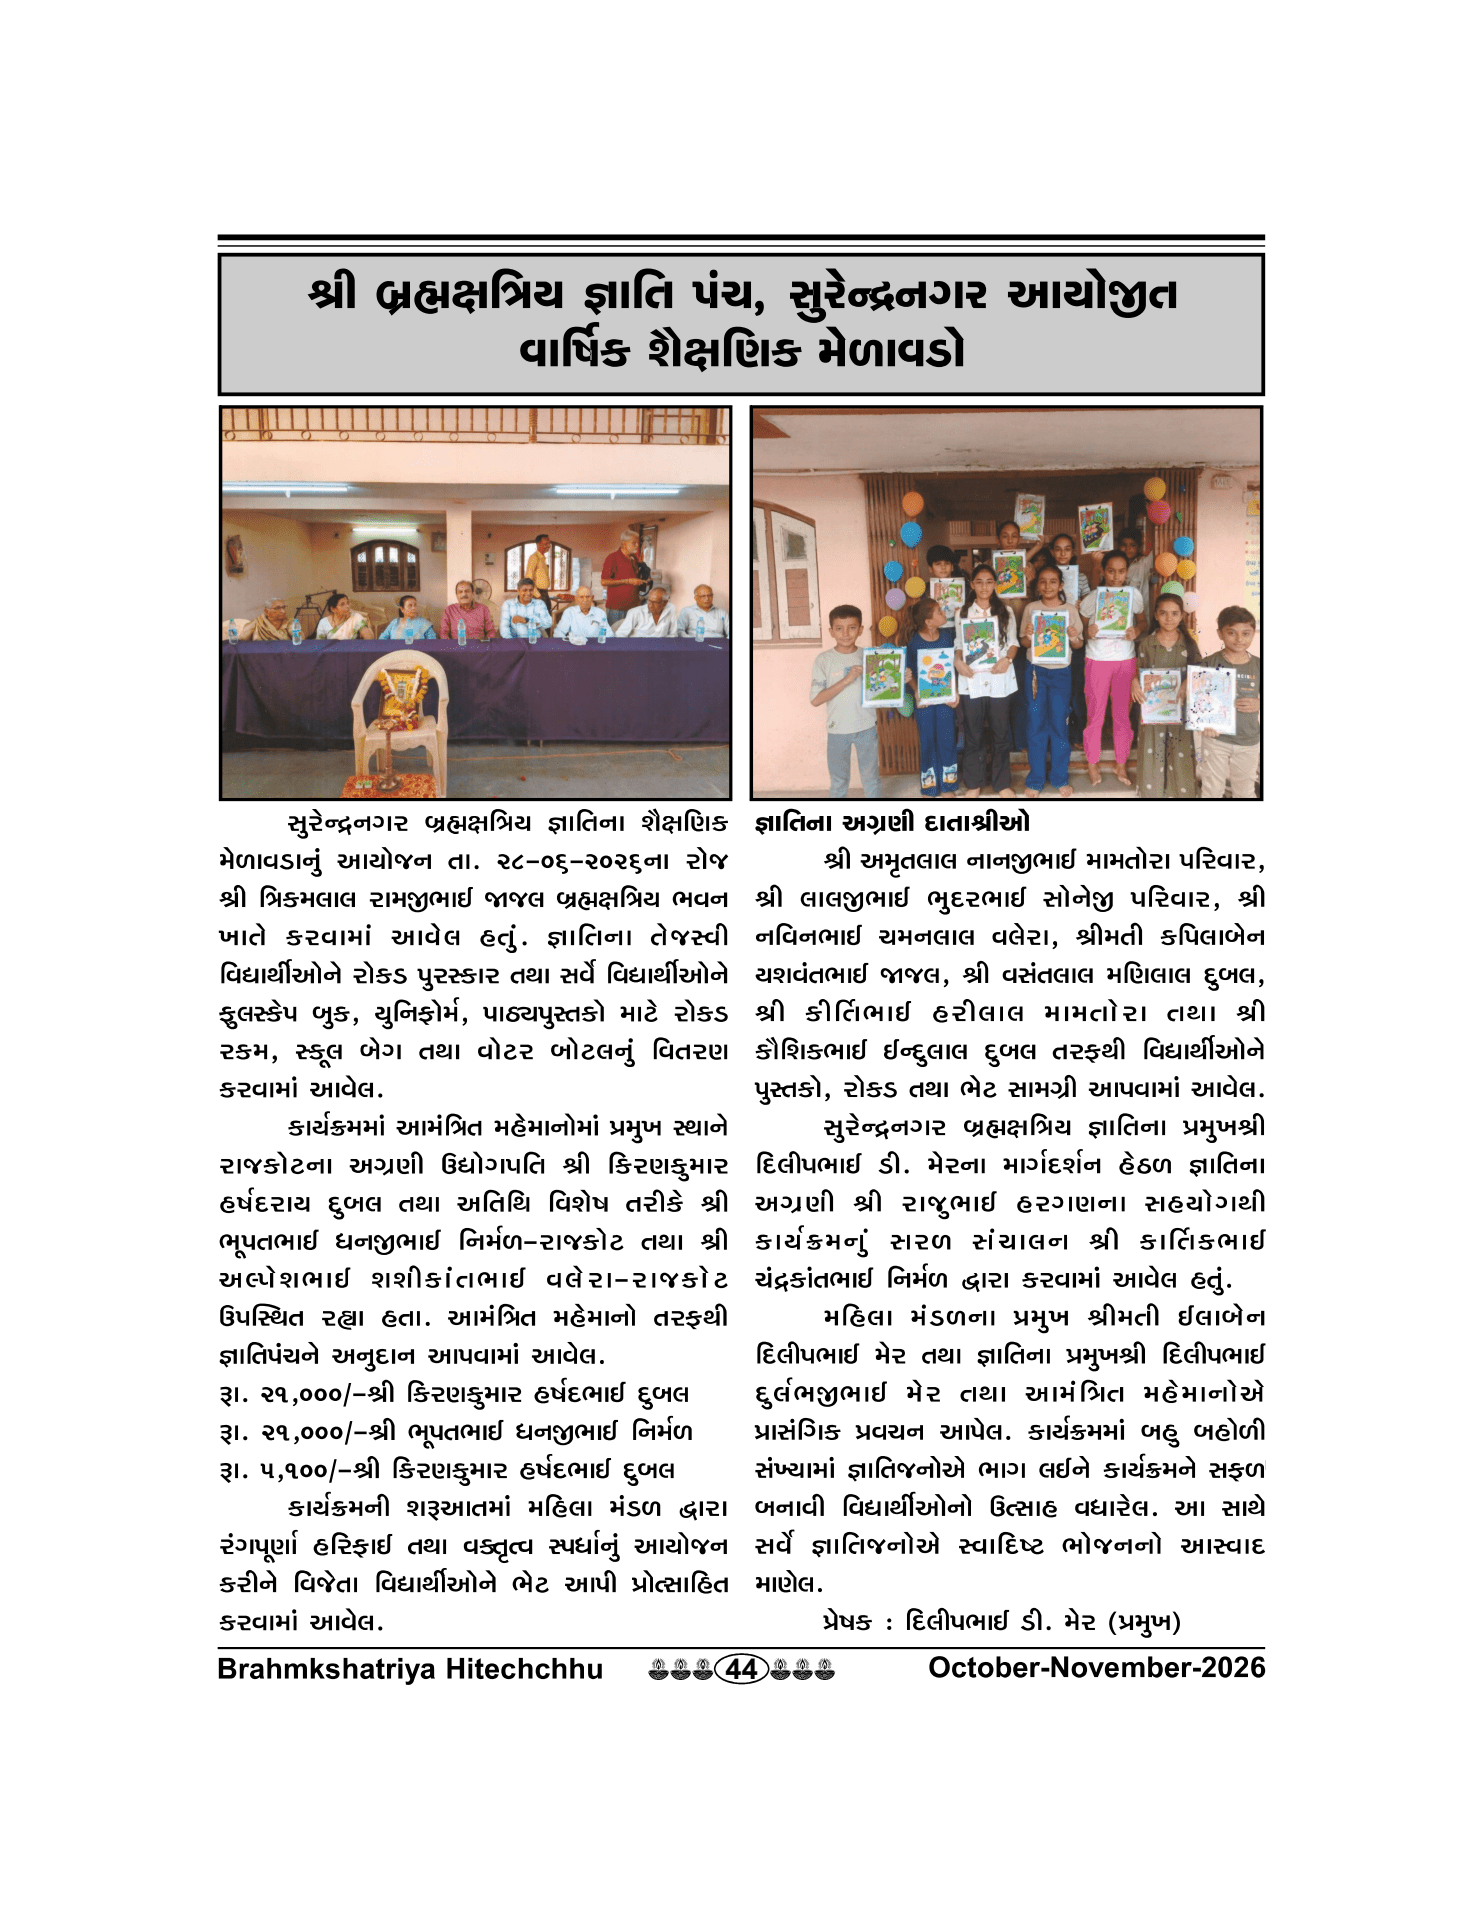 શ્રી બ્રહ્મક્ષત્રિય જ્ઞાતિ પંચ, સુરેન્દ્રનગર આયોજીત
વાર્ષિક શૈક્ષણિક મેળાવડો
સુરેન્દ્રનગર બ્રહ્મક્ષત્રિય જ્ઞાતિના શૈક્ષણિક
મેળાવડાનું આયોજન તા. ૨૮-૦૬-૨૦૨૬ના રોજ
શ્રી ત્રિકમલાલ રામજીભાઈ જાજલ બ્રહ્મક્ષત્રિય ભવન
ખાતે કરવામાં આવેલ હતું. જ્ઞાતિના તેજસ્વી
વિદ્યાર્થીઓને રોકડ પુરસ્કાર તથા સર્વે વિદ્યાર્થીઓને
ફુલસ્કેપ બુક, યુનિફોર્મ, પાઠ્યપુસ્તકો માટે રોકડ
રકમ, સ્કૂલ બેગ તથા વોટર બોટલનું વિતરણ
કરવામાં આવેલ.
કાર્યક્રમમાં આમંત્રિત મહેમાનોમાં પ્રમુખ સ્થાને
રાજકોટના અગ્રણી ઉદ્યોગપતિ શ્રી કિરણકુમાર
હર્ષદરાય દુબલ તથા અતિથિ વિશેષ તરીકે શ્રી
ભૂપતભાઈ ધનજીભાઈ નિર્મળ-રાજકોટ તથા શ્રી
અલ્પેશભાઈ શશીકાંતભાઈ વલેરા-રાજકોટ
ઉપસ્થિત રહ્યા હતા. આમંત્રિત મહેમાનો તરફથી
જ્ઞાતિપંચને અનુદાન આપવામાં આવેલ.
રૂા. ૨૧,૦૦૦/-શ્રી કિરણકુમાર હર્ષદભાઈ દુબલ
રૂા. ૨૧,૦૦૦/-શ્રી ભૂપતભાઈ ધનજીભાઈ નિર્મળ
રૂા. ૫,૧૦૦/-શ્રી કિરણકુમાર હર્ષદભાઈ દુબલ
કાર્યક્રમની શરૂઆતમાં મહિલા મંડળ દ્વારા
રંગપૂર્ણા હરિફાઈ તથા વક્તૃત્વ સ્પર્ધાનું આયોજન
કરીને વિજેતા વિદ્યાર્થીઓને ભેટ આપી પ્રોત્સાહિત
કરવામાં આવેલ.
જ્ઞાતિના અગ્રણી દાતાશ્રીઓ
શ્રી અમૃતલાલ નાનજીભાઈ મામતોરા પરિવાર,
શ્રી લાલજીભાઈ ભુદરભાઈ સોનેજી પરિવાર, શ્રી
નવિનભાઈ ચમનલાલ વલેરા, શ્રીમતી કપિલાબેન
યશવંતભાઈ જાજલ, શ્રી વસંતલાલ મણિલાલ દુબલ,
શ્રી કીર્તિભાઈ હરીલાલ મામતોરા તથા શ્રી
કૌશિકભાઈ ઈન્દુલાલ દુબલ તરફથી વિદ્યાર્થીઓને
પુસ્તકો, રોકડ તથા ભેટ સામગ્રી આપવામાં આવેલ.
સુરેન્દ્રનગર બ્રહ્મક્ષત્રિય જ્ઞાતિના પ્રમુખશ્રી
દિલીપભાઈ ડી. મેરના માર્ગદર્શન હેઠળ જ્ઞાતિના
અગ્રણી શ્રી રાજુભાઈ હરગણના સહયોગથી
કાર્યક્રમનું સરળ સંચાલન શ્રી કાર્તિકભાઈ
ચંદ્રકાંતભાઈ નિર્મળ દ્વારા કરવામાં આવેલ હતું.
મહિલા મંડળના પ્રમુખ શ્રીમતી ઈલાબેન
દિલીપભાઈ મેર તથા જ્ઞાતિના પ્રમુખશ્રી દિલીપભાઈ
દુર્લભજીભાઈ મેર તથા આમંત્રિત મહેમાનોએ
પ્રાસંગિક પ્રવચન આપેલ. કાર્યક્રમમાં બહુ બહોળી
સંખ્યામાં જ્ઞાતિજનોએ ભાગ લઈને કાર્યક્રમને સફળ
બનાવી વિદ્યાર્થીઓનો ઉત્સાહ વધારેલ. આ સાથે
સર્વે જ્ઞાતિજનોએ સ્વાદિષ્ટ ભોજનનો આસ્વાદ
માણેલ.
પ્રેષક : દિલીપભાઈ ડી. મેર (પ્રમુખ)
Brahmkshatriya Hitechchhu 44 October-November-2026